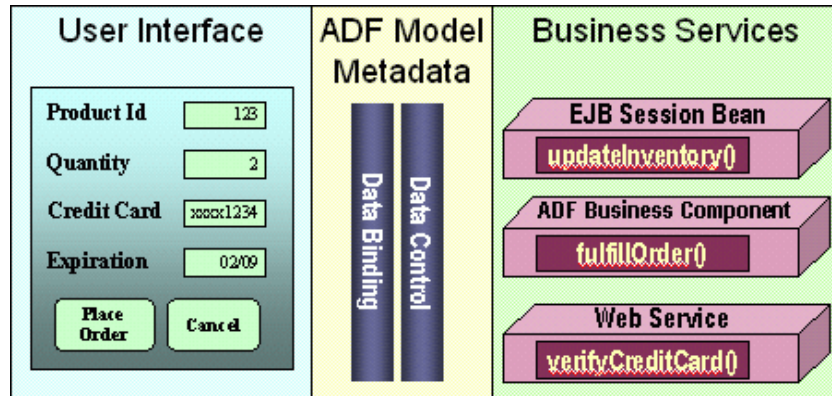 User Interface
Product Id
123
Quantity
2
Credit Card
xxxx1234
Expiration
02/09
Place
Order
Cancel
ADF Model
Metadata
Data Binding
Data Control
Business Services
EJB Session Bean
updateInventory()
ADF Business Component
fulfillOrder()
Web Service
verifyCreditCard()